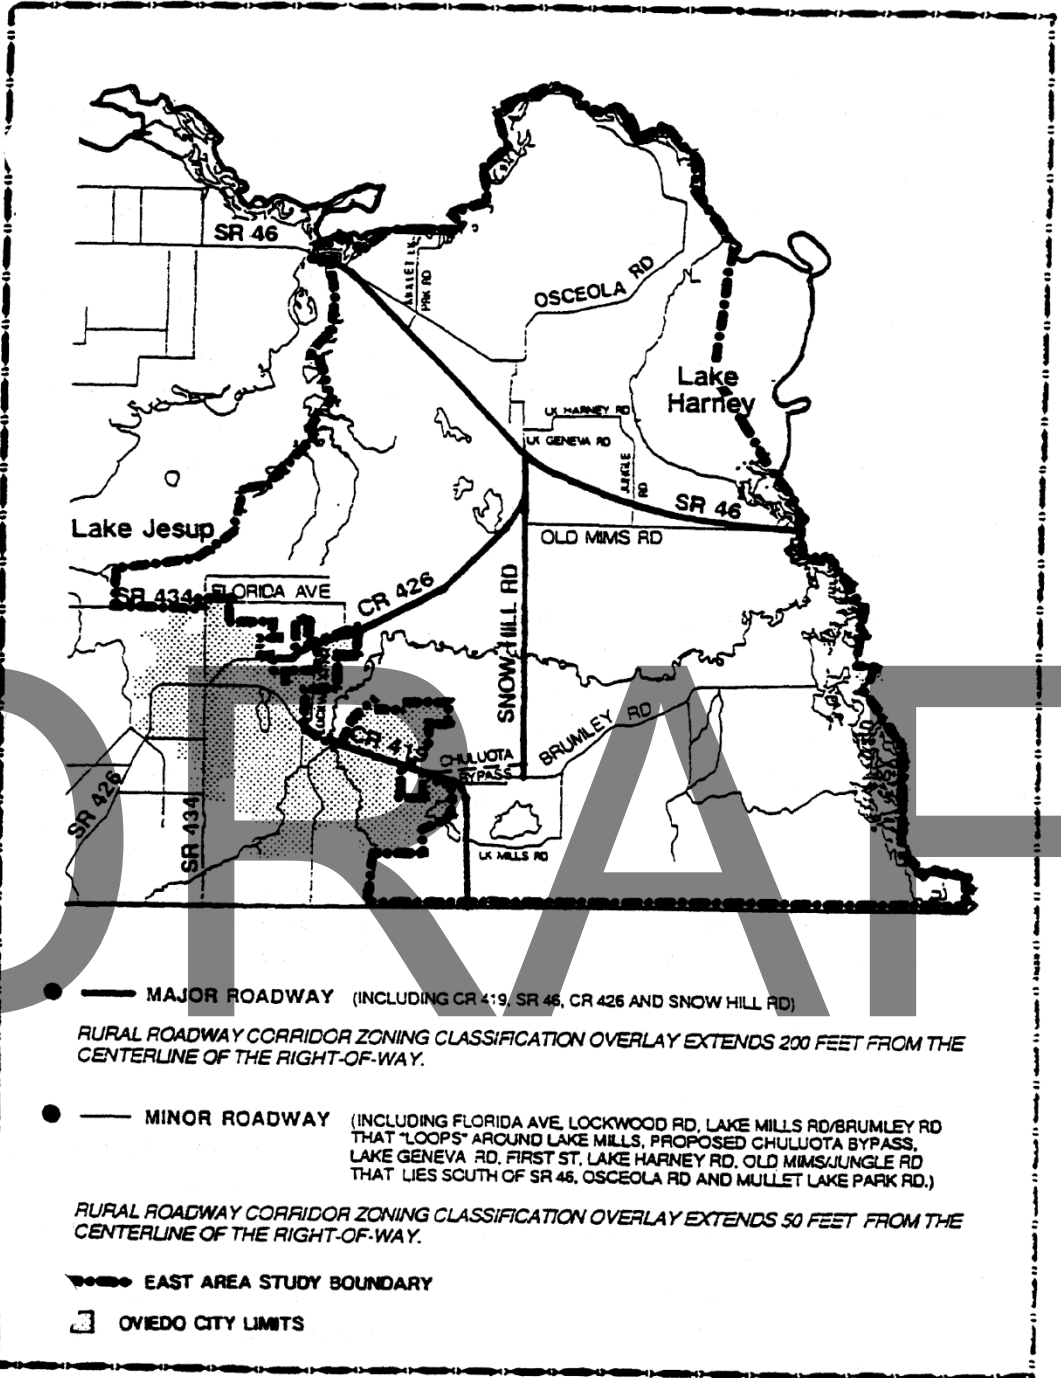 SR 46
MULLET LK
PRK RD
OSCEOLA RD
Lake
Harney
LK HARNEY RD
LK GENEVA RD
JUNGLE
RD
SR 46
Lake Jesup
OLD MIMS RD
SR 434
FLORIDA AVE
CR 426
SNOW HILL RD
CR 419
CHULUOTA
BYPASS
BRUMLEY RD
SR 426
SR 434
LK MILLS RD
DRAF
MAJOR ROADWAY (INCLUDING CR 419, SR 46, CR 426 AND SNOW HILL RD)
RURAL ROADWAY CORRIDOR ZONING CLASSIFICATION OVERLAY EXTENDS 200 FEET FROM THE
CENTERLINE OF THE RIGHT-OF-WAY.
MINOR ROADWAY (INCLUDING FLORIDA AVE, LOCKWOOD RD, LAKE MILLS RD/BRUMLEY RD
THAT "LOOPS" AROUND LAKE MILLS, PROPOSED CHULUOTA BYPASS,
LAKE GENEVA RD, FIRST ST, LAKE HARNEY RD, OLD MIMS/JUNGLE RD
THAT LIES SOUTH OF SR 46, OSCEOLA RD AND MULLET LAKE PARK RD.)
RURAL ROADWAY CORRIDOR ZONING CLASSIFICATION OVERLAY EXTENDS 50 FEET FROM THE
CENTERLINE OF THE RIGHT-OF-WAY.
EAST AREA STUDY BOUNDARY
OVIEDO CITY LIMITS